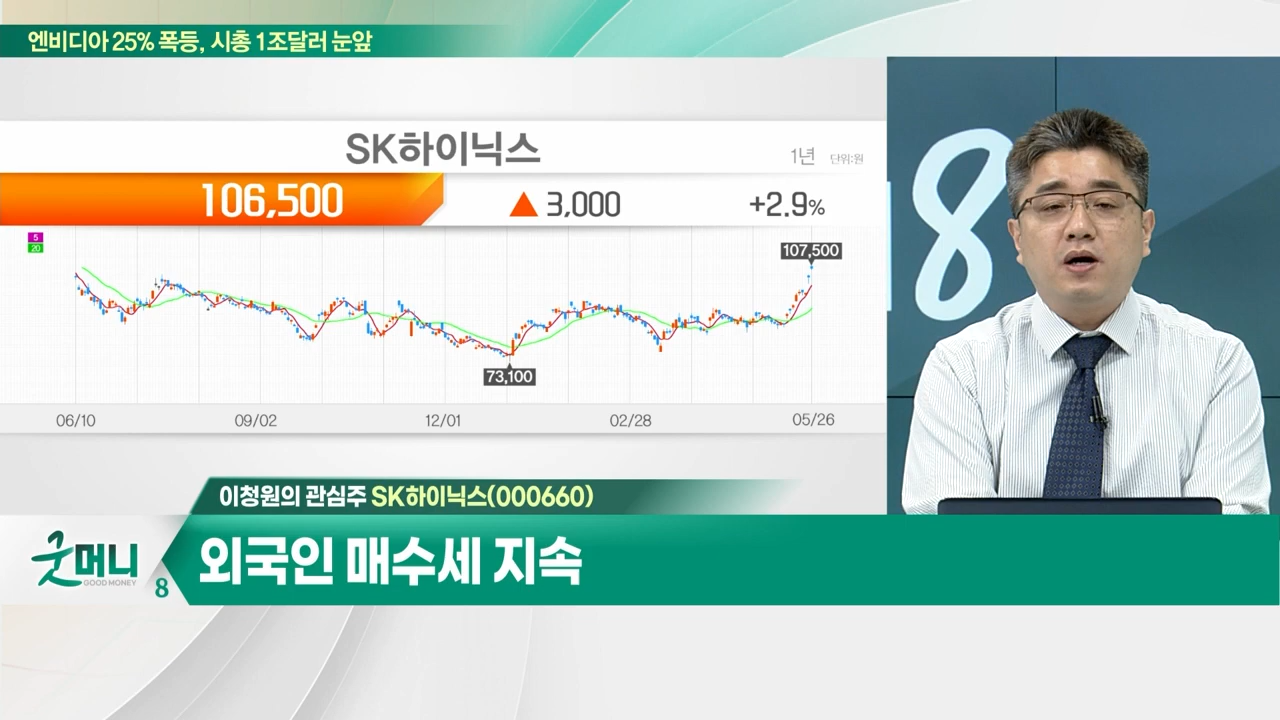 엔비디아 25% 폭등, 시총 1조달러 눈앞
SK하이닉스
1년 단위:원
106,500 ▲ 3,000 +2.9%
5
20
107,500
73,100
06/10 09/02 12/01 02/28 05/26
8
이청원의 관심주 SK하이닉스(000660)
굿머니
GOOD MONEY
8
외국인 매수세 지속